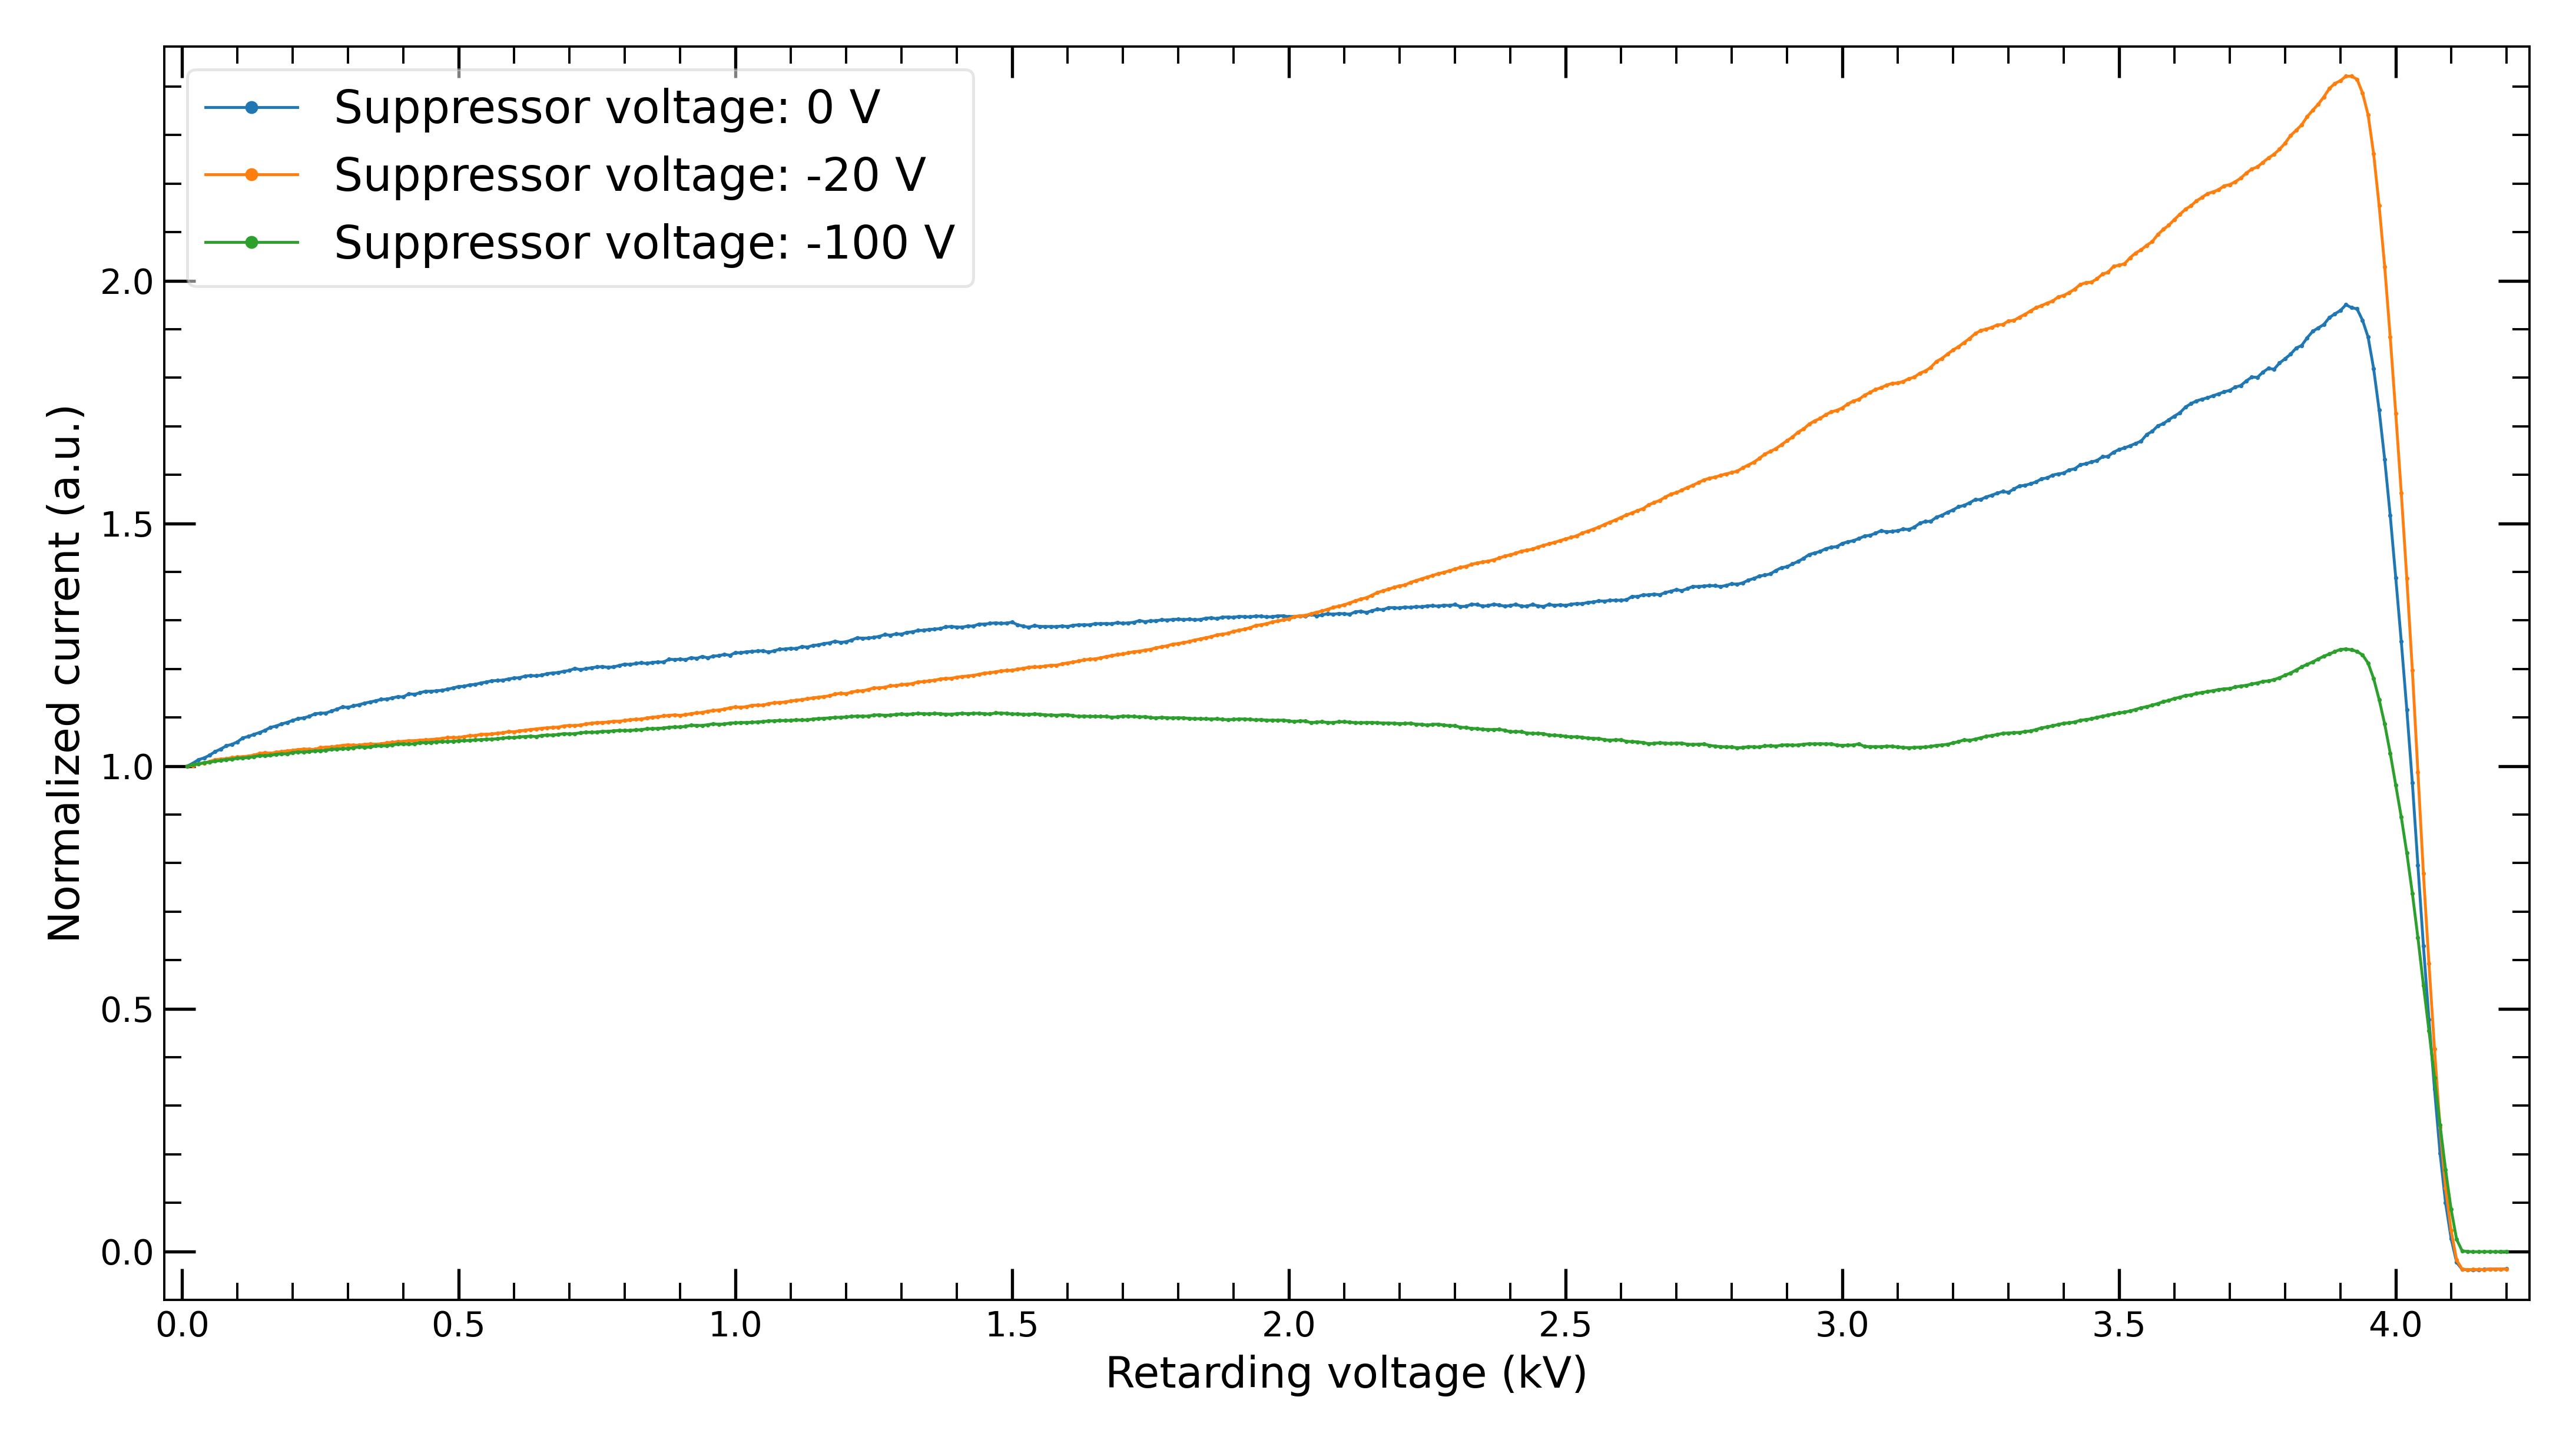 Suppressor voltage: 0 V
Suppressor voltage: -20 V
Suppressor voltage: -100 V
Normalized current (a.u.)
2.0
1.5
1.0
0.5
0.0
0.0 0.5 1.0 1.5 2.0 2.5 3.0 3.5 4.0
Retarding voltage (kV)